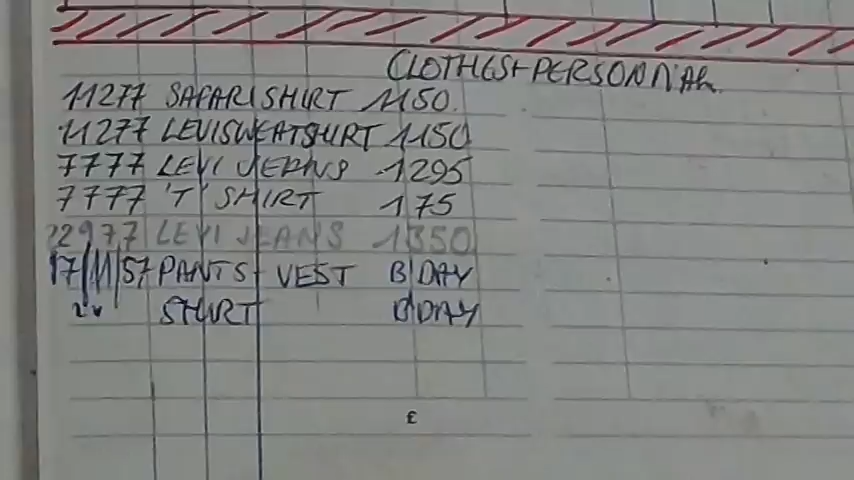 CLOTHES+PERSONNAL
11277 SAFARI SHIRT 1150.
11277 LEVI SWEATSHIRT 1150
7777 LEVI JEANS 1295
7777 'T' SHIRT 175
22977 LEVI JEANS 1350
17/11/57 PANTS+ VEST B'DAY
SHIRT B'DAY
£